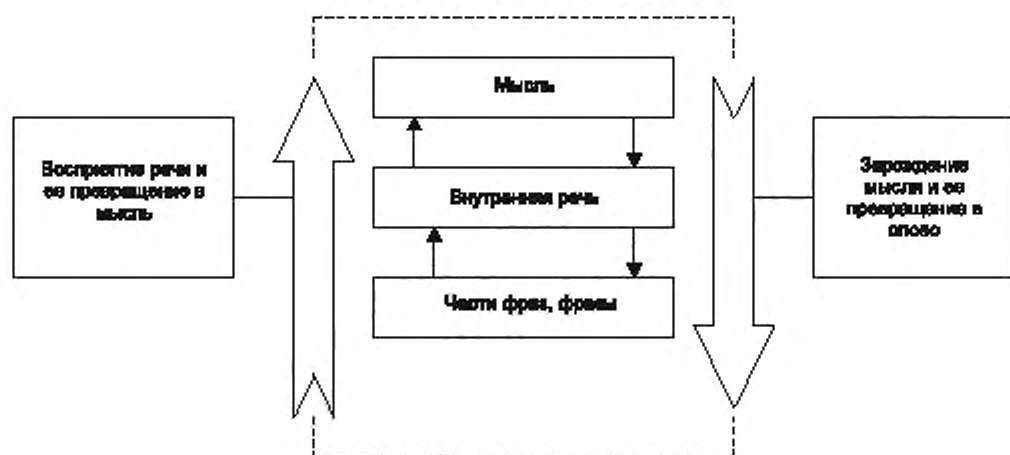 Мысль
Восприятие речи и
ее превращение в
мысль
Внутренняя речь
Зарождение
мысли и ее
превращение в
слово
Части фраз, фразы